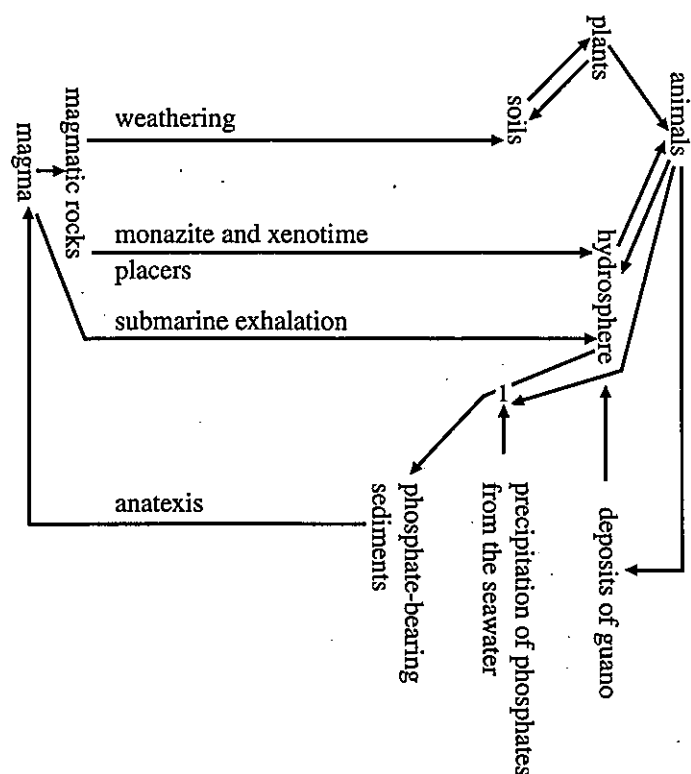 plants
animals
soils
weathering
magmatic rocks
magma
monazite and xenotime
placers
hydrosphere
submarine exhalation
1
anatexis
phosphate-bearing
sediments
precipitation of phosphates
from the seawater
deposits of guano